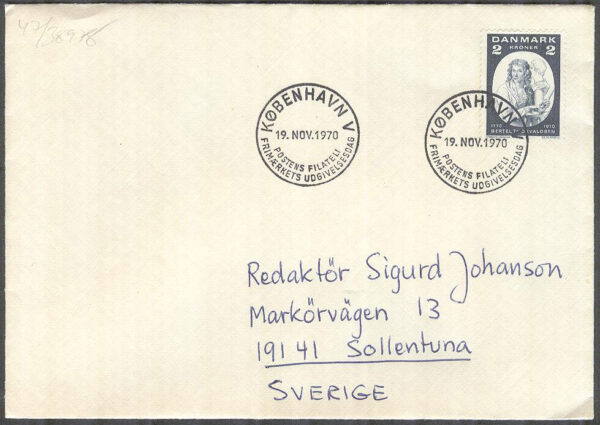 DANMARK
2 KRONER 2
1770 1970
BERTEL THORVALDSEN
KØBENHAVN V
19. NOV. 1970
POSTENS FILATELI
FRIMÆRKETS UDGIVELSESDAG
KØBENHAVN V
19. NOV. 1970
POSTENS FILATELI
FRIMÆRKETS UDGIVELSESDAG
Redaktör Sigurd Johanson
Markörvägen 13
191 41 Sollentuna
SVERIGE